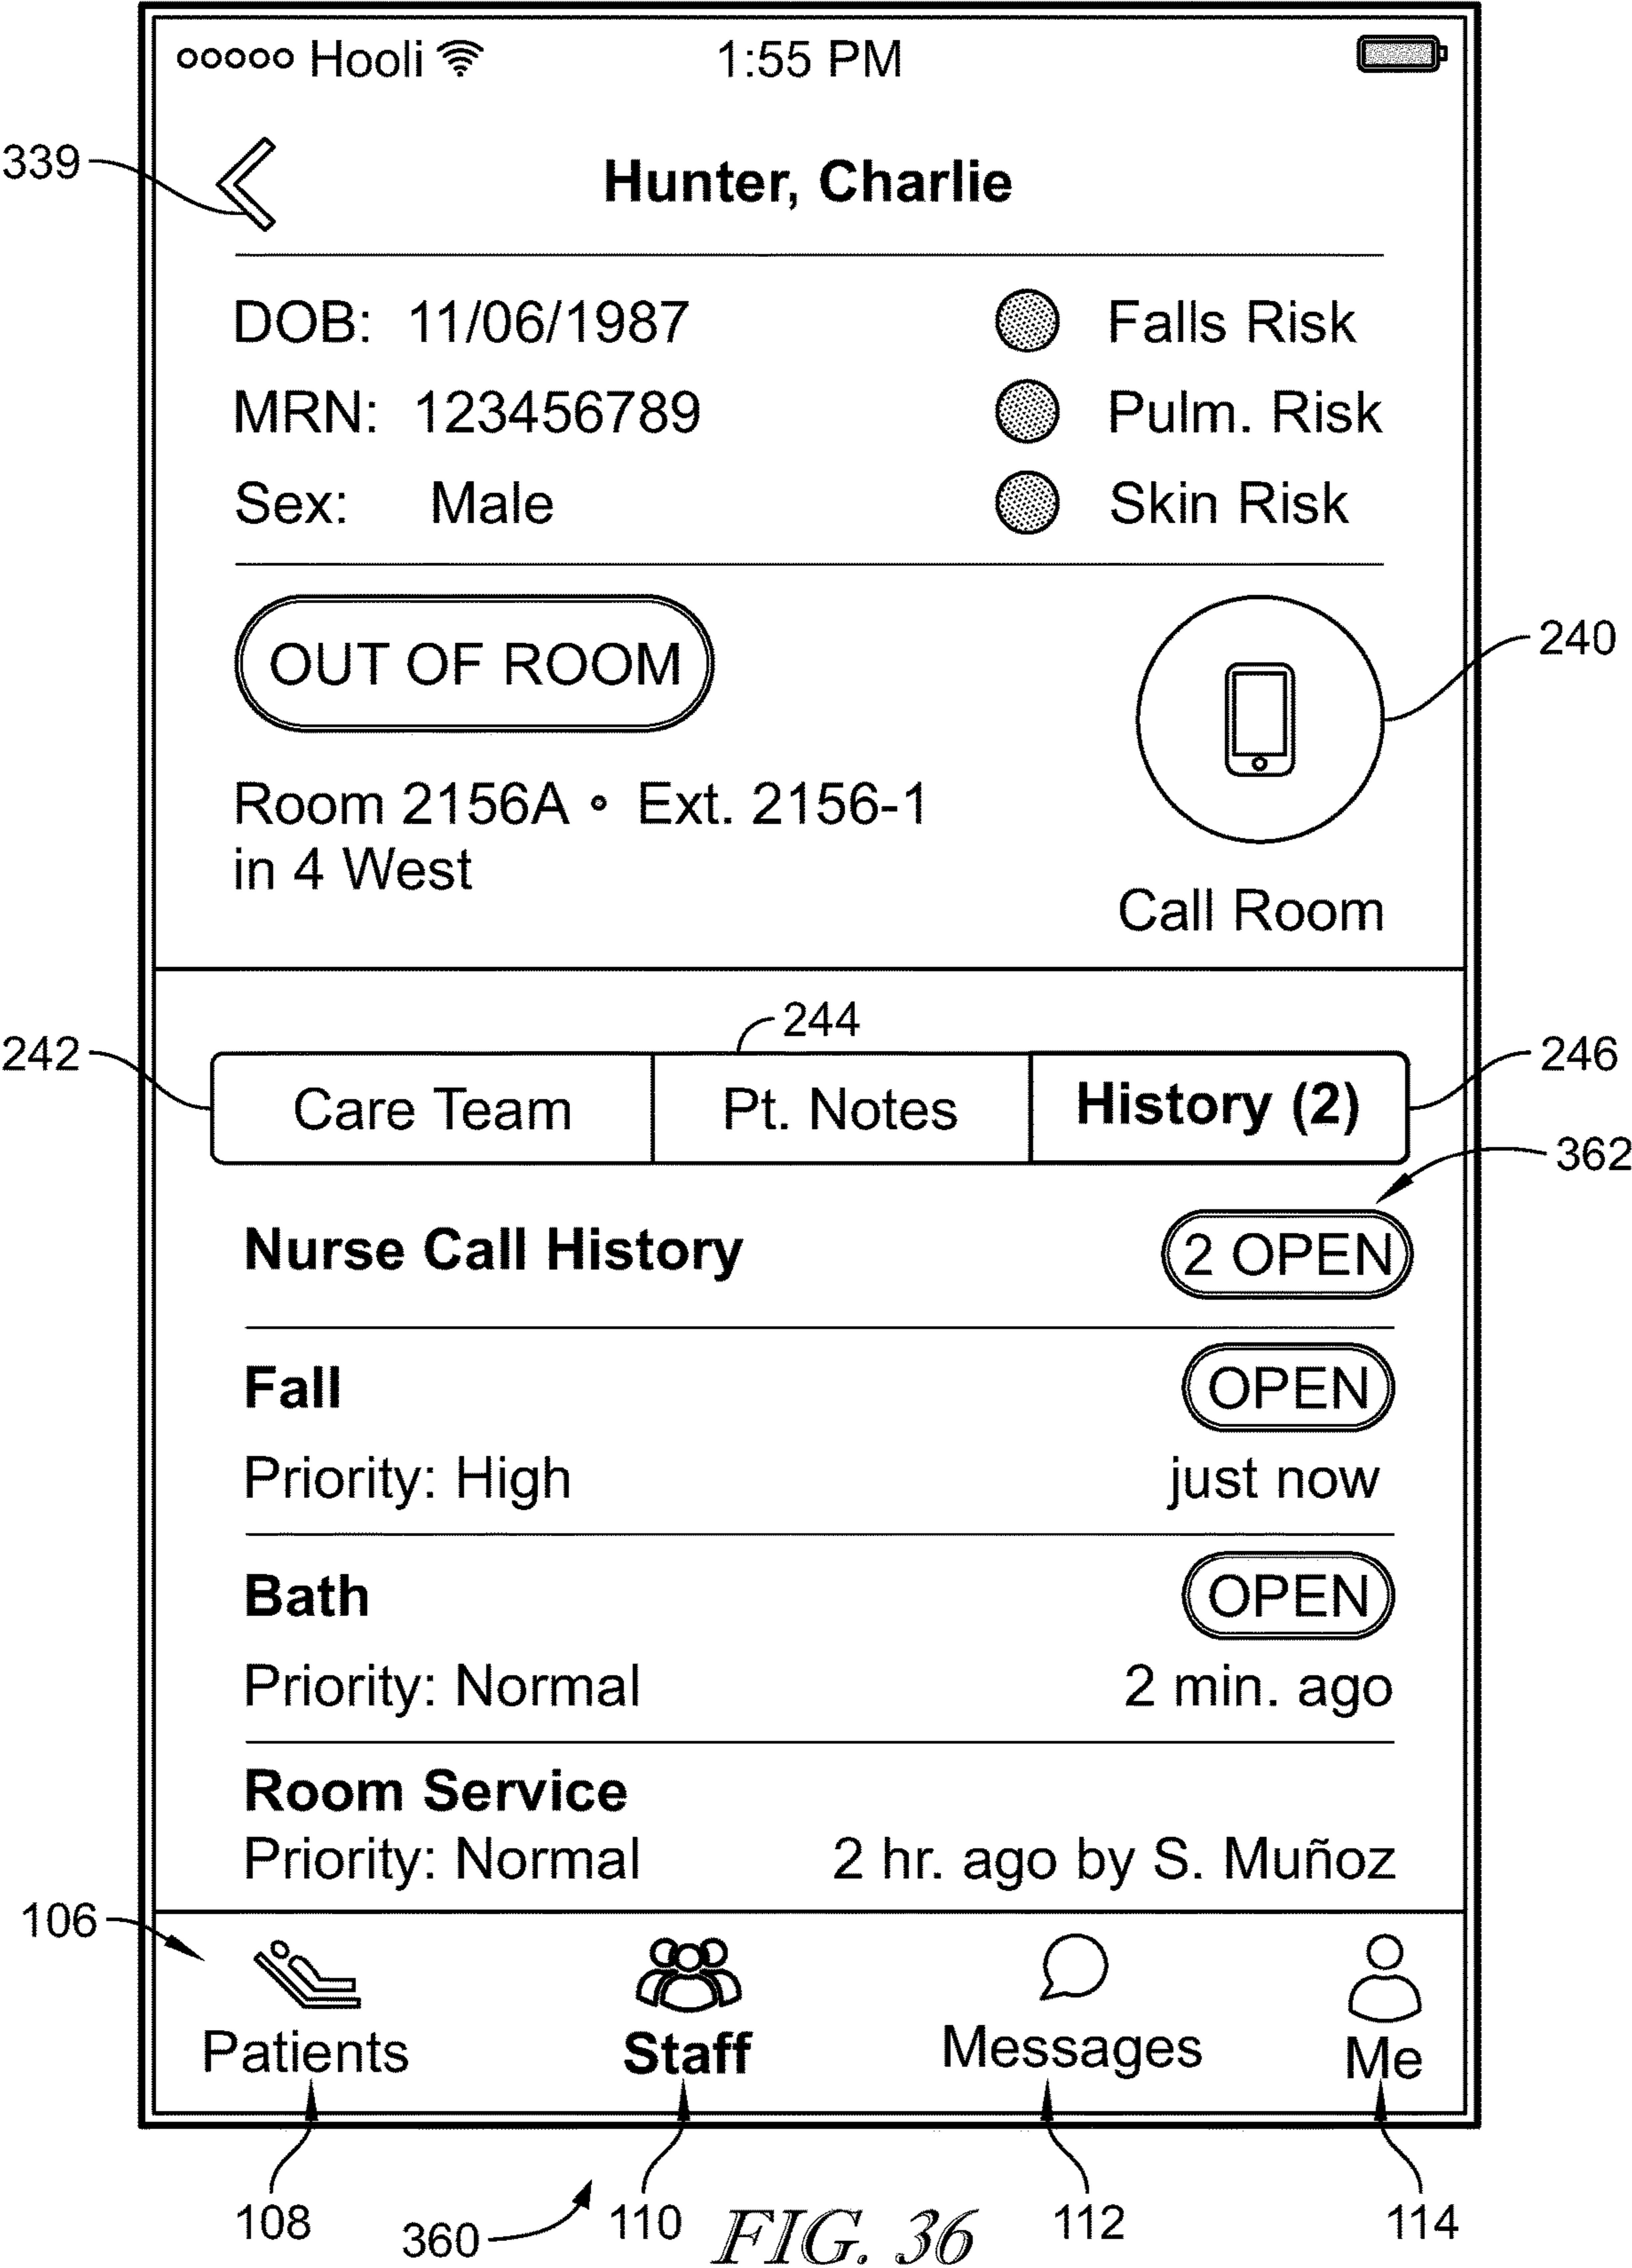 Hooli 1:55 PM
339
Hunter, Charlie
DOB: 11/06/1987 Falls Risk
MRN: 123456789 Pulm. Risk
Sex: Male Skin Risk
OUT OF ROOM
240
Room 2156A • Ext. 2156-1
in 4 West
Call Room
244
242
246
Care Team Pt. Notes History (2)
362
Nurse Call History 2 OPEN
Fall OPEN
Priority: High just now
Bath OPEN
Priority: Normal 2 min. ago
Room Service
Priority: Normal 2 hr. ago by S. Muñoz
106
Patients Staff Messages Me
108 360 110 FIG. 36 112 114